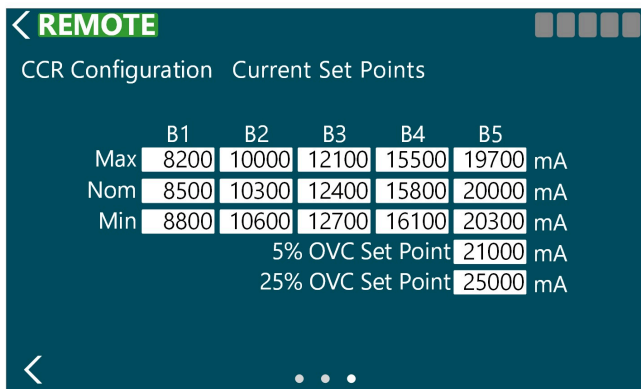 REMOTE
CCR Configuration Current Set Points
B1 B2 B3 B4 B5
Max 8200 10000 12100 15500 19700 mA
Nom 8500 10300 12400 15800 20000 mA
Min 8800 10600 12700 16100 20300 mA
5% OVC Set Point 21000 mA
25% OVC Set Point 25000 mA